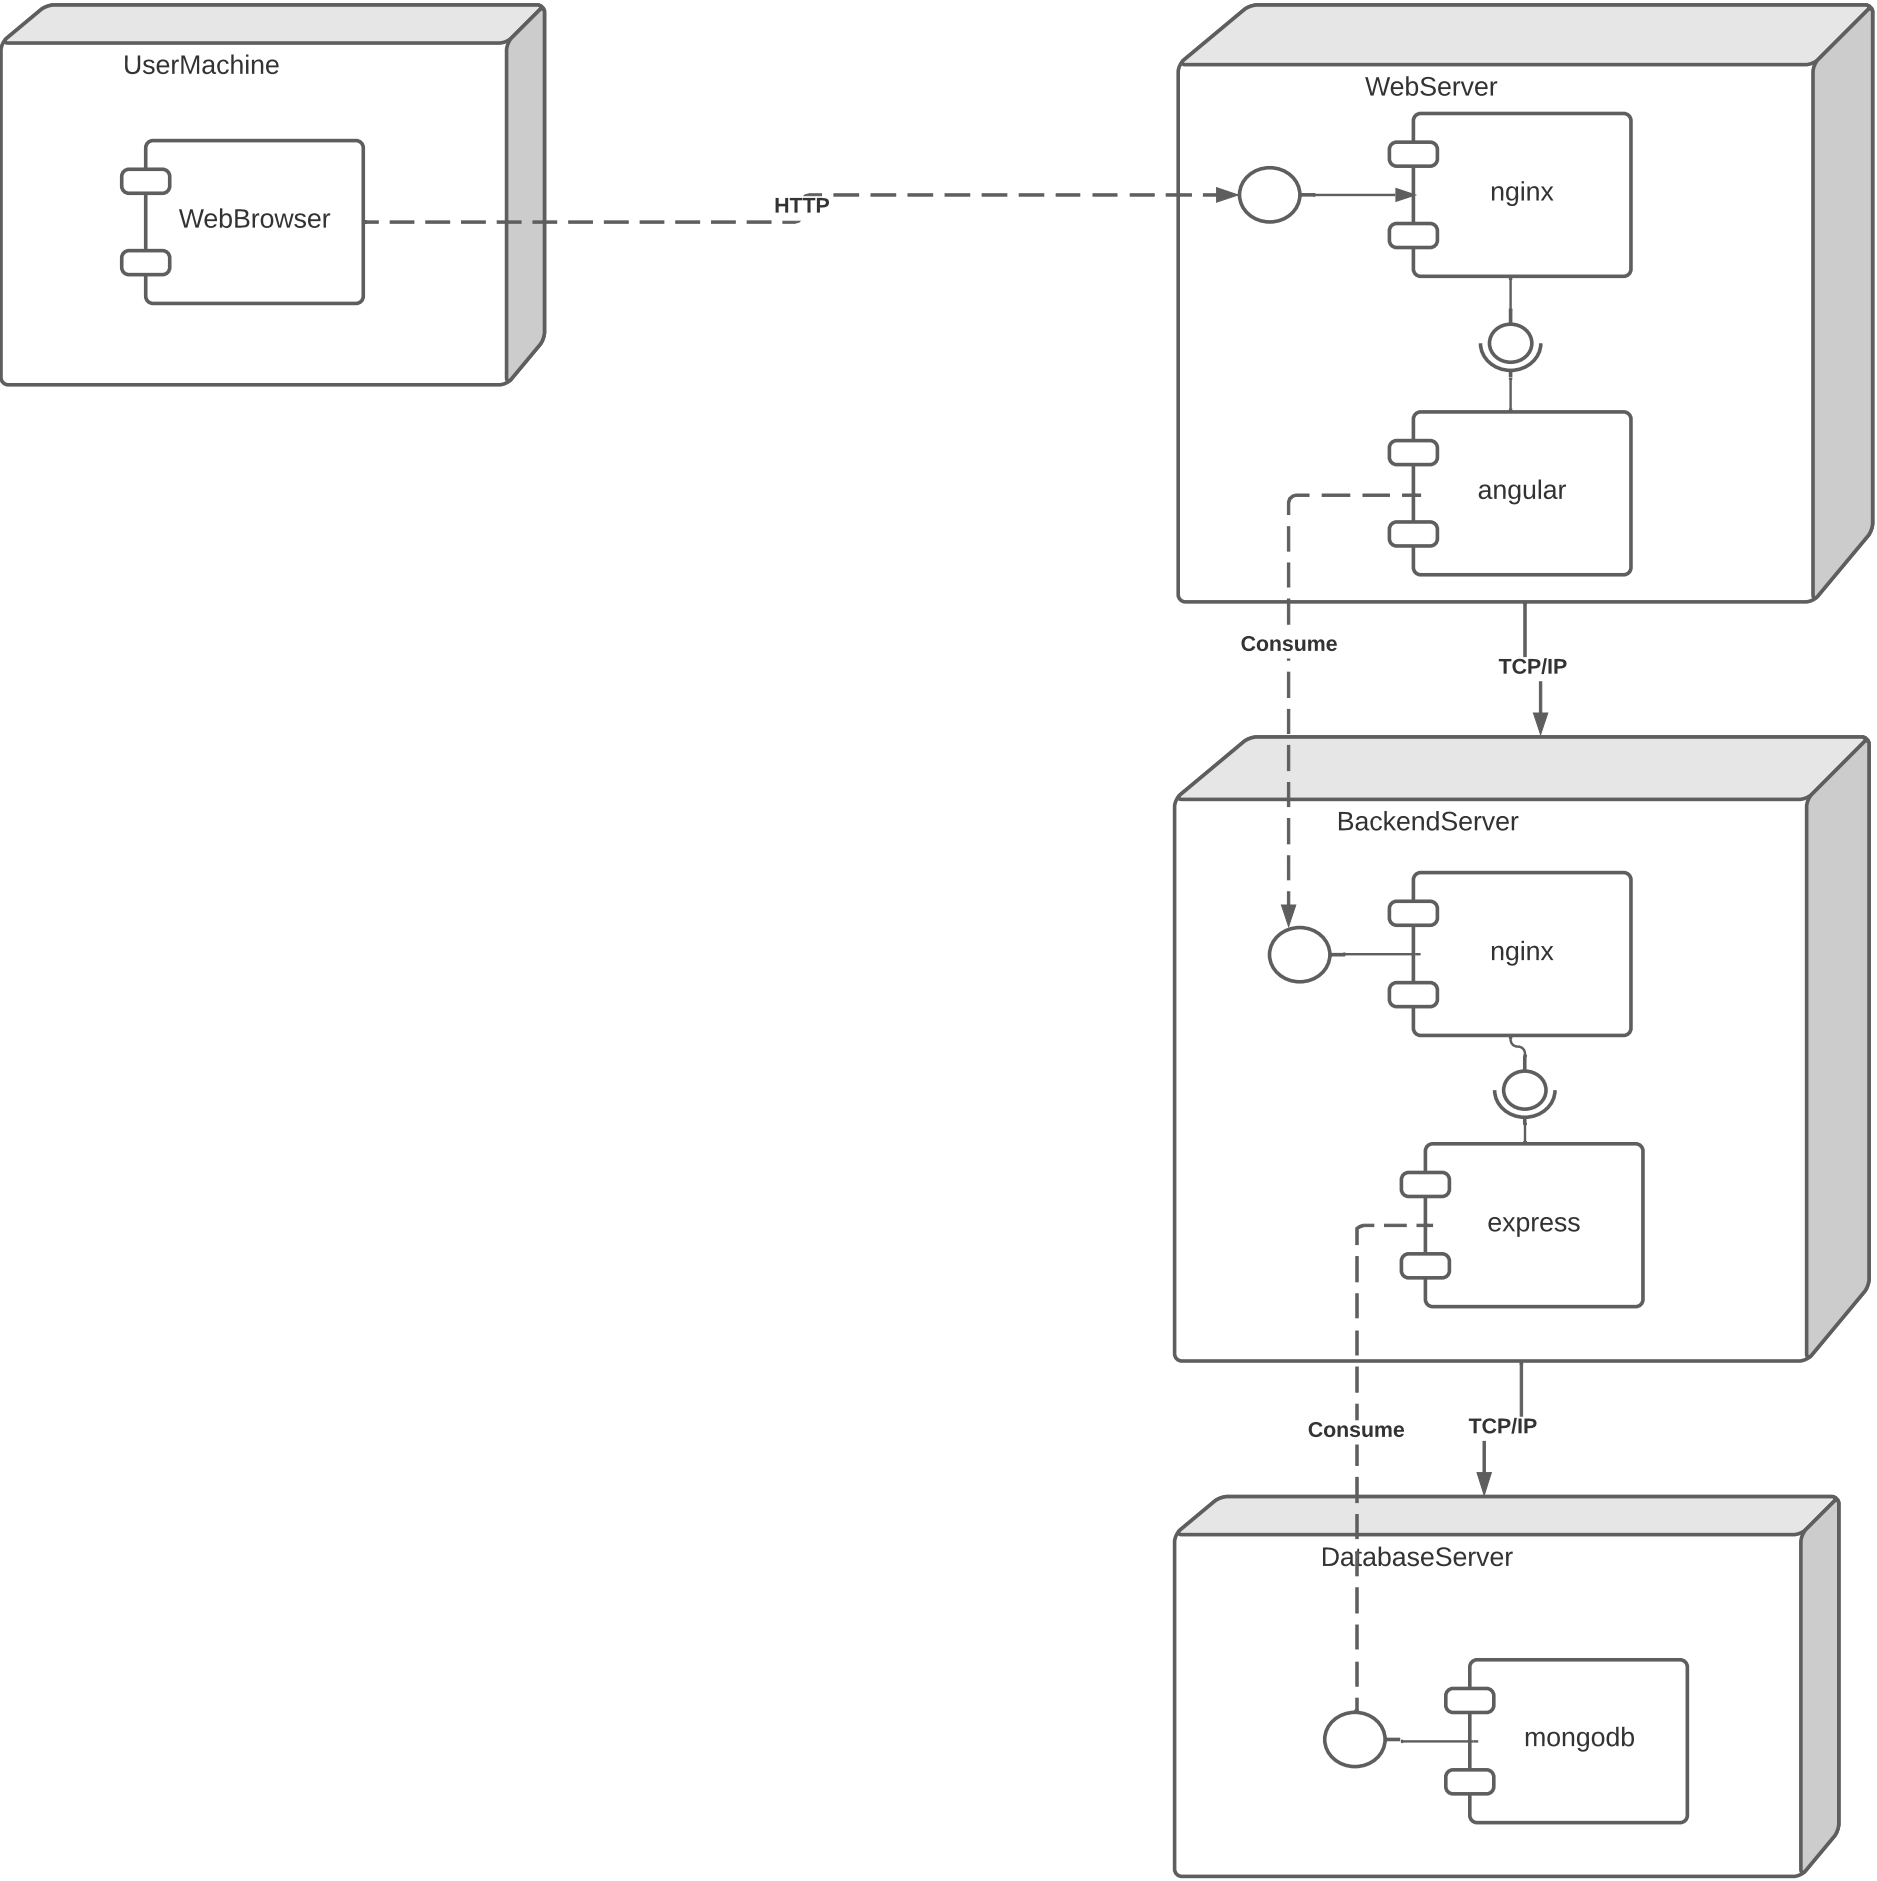 UserMachine
WebBrowser
HTTP
WebServer
nginx
angular
Consume
TCP/IP
BackendServer
nginx
express
Consume
TCP/IP
DatabaseServer
mongodb